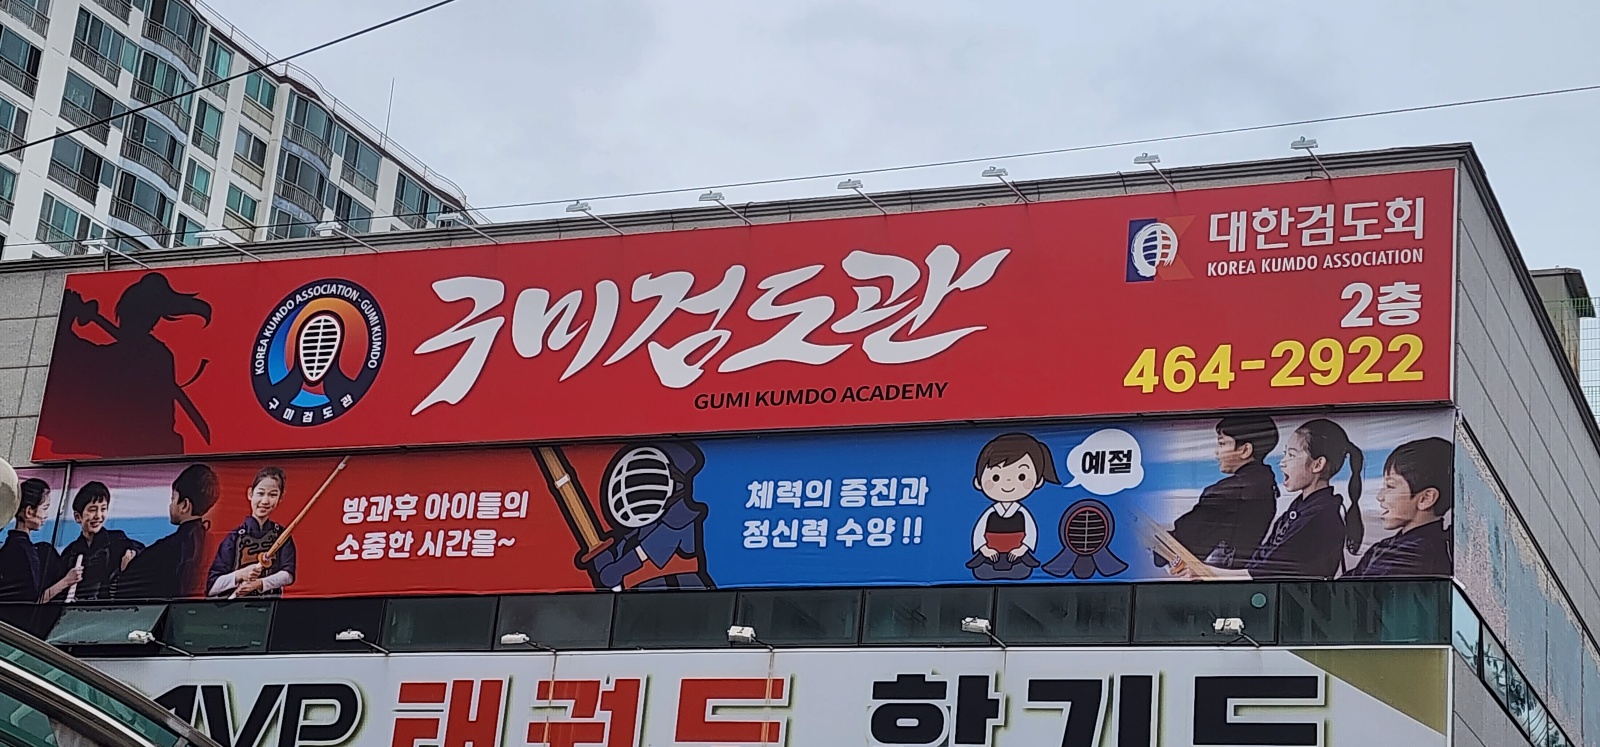 KOREA KUMDO ASSOCIATION - GUMI KUMDO
구미검도관
구미검도관
GUMI KUMDO ACADEMY
대한검도회
KOREA KUMDO ASSOCIATION
2층
464-2922
방과후 아이들의
소중한 시간을~
체력의 증진과
정신력 수양 !!
예절
MVP 태권도 합기도